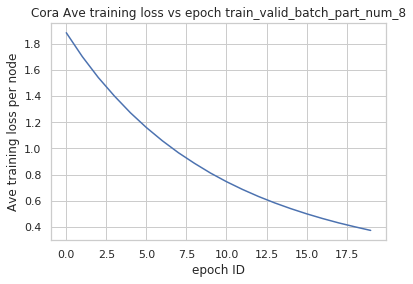 Cora Ave training loss vs epoch train_valid_batch_part_num_8
Ave training loss per node
1.8
1.6
1.4
1.2
1.0
0.8
0.6
0.4
0.0 2.5 5.0 7.5 10.0 12.5 15.0 17.5
epoch ID